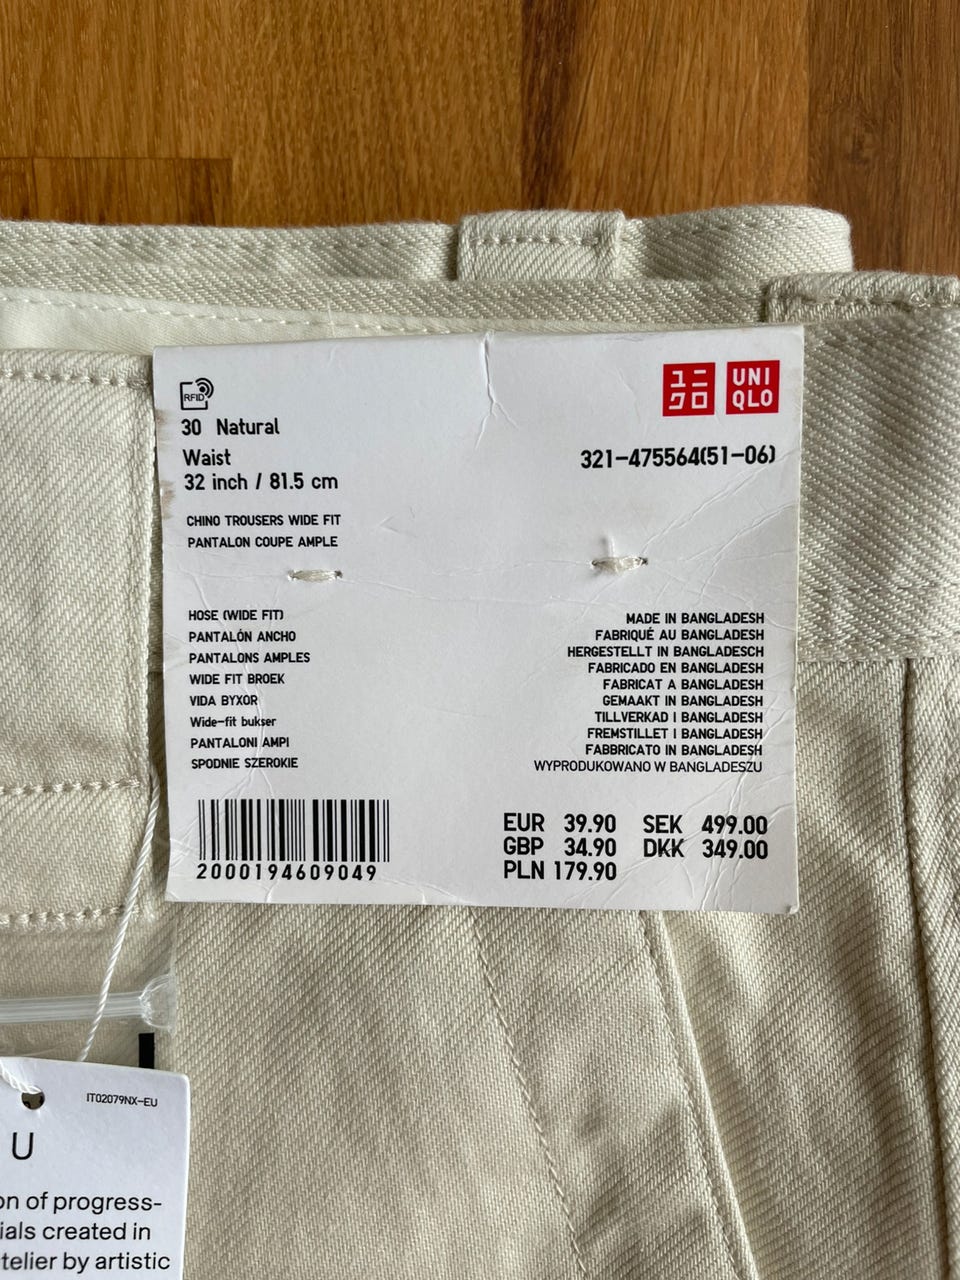 RFID
ユニ
クロ
UNI
QLO
30 Natural
Waist
32 inch / 81.5 cm
321-475564(51-06)
CHINO TROUSERS WIDE FIT
PANTALON COUPE AMPLE
HOSE (WIDE FIT)
PANTALÓN ANCHO
PANTALONS AMPLES
WIDE FIT BROEK
VIDA BYXOR
Wide-fit bukser
PANTALONI AMPI
SPODNIE SZEROKIE
MADE IN BANGLADESH
FABRIQUÉ AU BANGLADESH
HERGESTELLT IN BANGLADESCH
FABRICADO EN BANGLADESH
FABRICAT A BANGLADESH
GEMAAKT IN BANGLADESH
TILLVERKAD I BANGLADESH
FREMSTILLET I BANGLADESH
FABBRICATO IN BANGLADESH
WYPRODUKOWANO W BANGLADESZU
2000194609049
EUR 39.90 SEK 499.00
GBP 34.90 DKK 349.00
PLN 179.90
IT02079NX-EU
U
on of progress-
ials created in
telier by artistic